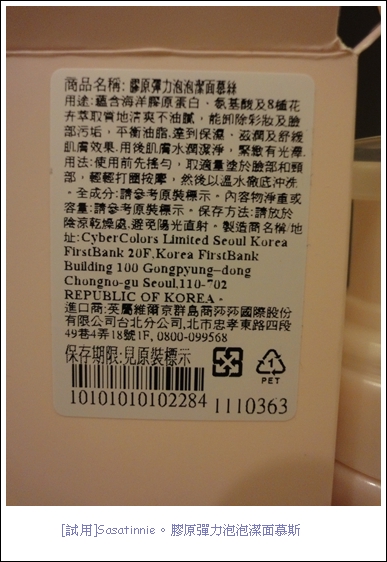 商品名稱: 膠原彈力泡泡潔面慕絲
用途:蘊含海洋膠原蛋白、氨基酸及8種花
卉萃取質地清爽不油膩, 能卸除彩妝及臉
部汙垢, 平衡油脂.達到保濕、滋潤及舒緩
肌膚效果.用後肌膚水潤潔淨, 緊緻有光澤.
用法: 使用前先搖勻, 取適量塗於臉部和頸
部, 輕輕打圈按摩, 然後以溫水徹底沖洗
。全成分:請參考原裝標示。內容物淨重或
容量:請參考原裝標示。保存方法:請放於
陰涼乾燥處,避免陽光直射。製造商名稱/地
址:CyberColors Limited Seoul Korea
FirstBank 20F,Korea FirstBank
Building 100 Gongpyung-dong
Chongno-gu Seoul,110-702
REPUBLIC OF KOREA。
進口商:英屬維爾京群島商莎莎國際股份
有限公司台北分公司,北市忠孝東路四段
49巷4弄18號1F, 0800-099568
保存期限:見原裝標示
1
PET
10101010102284 1110363
[試用]Sasatinnie。膠原彈力泡泡潔面慕斯